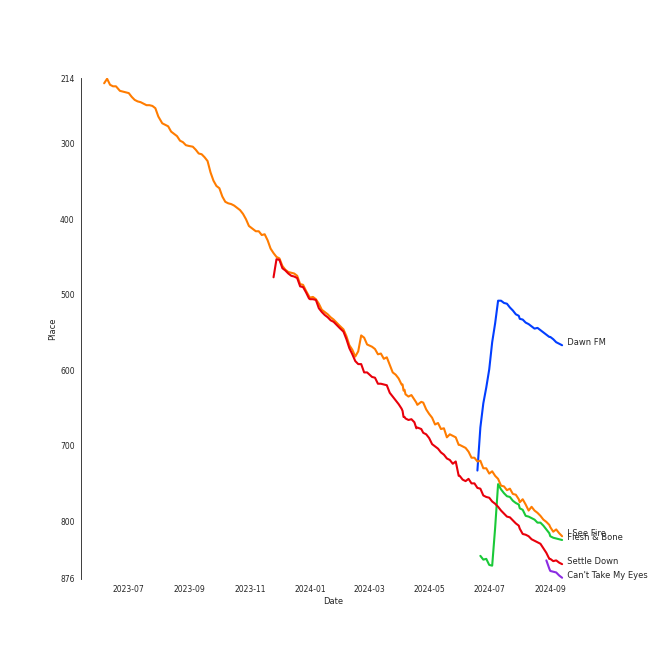 214
300
400
500
600
700
800
876
Place
2023-07
2023-09
2023-11
2024-01
2024-03
2024-05
2024-07
2024-09
Date
Dawn FM
I See Fire
Flesh & Bone
Settle Down
Can't Take My Eyes